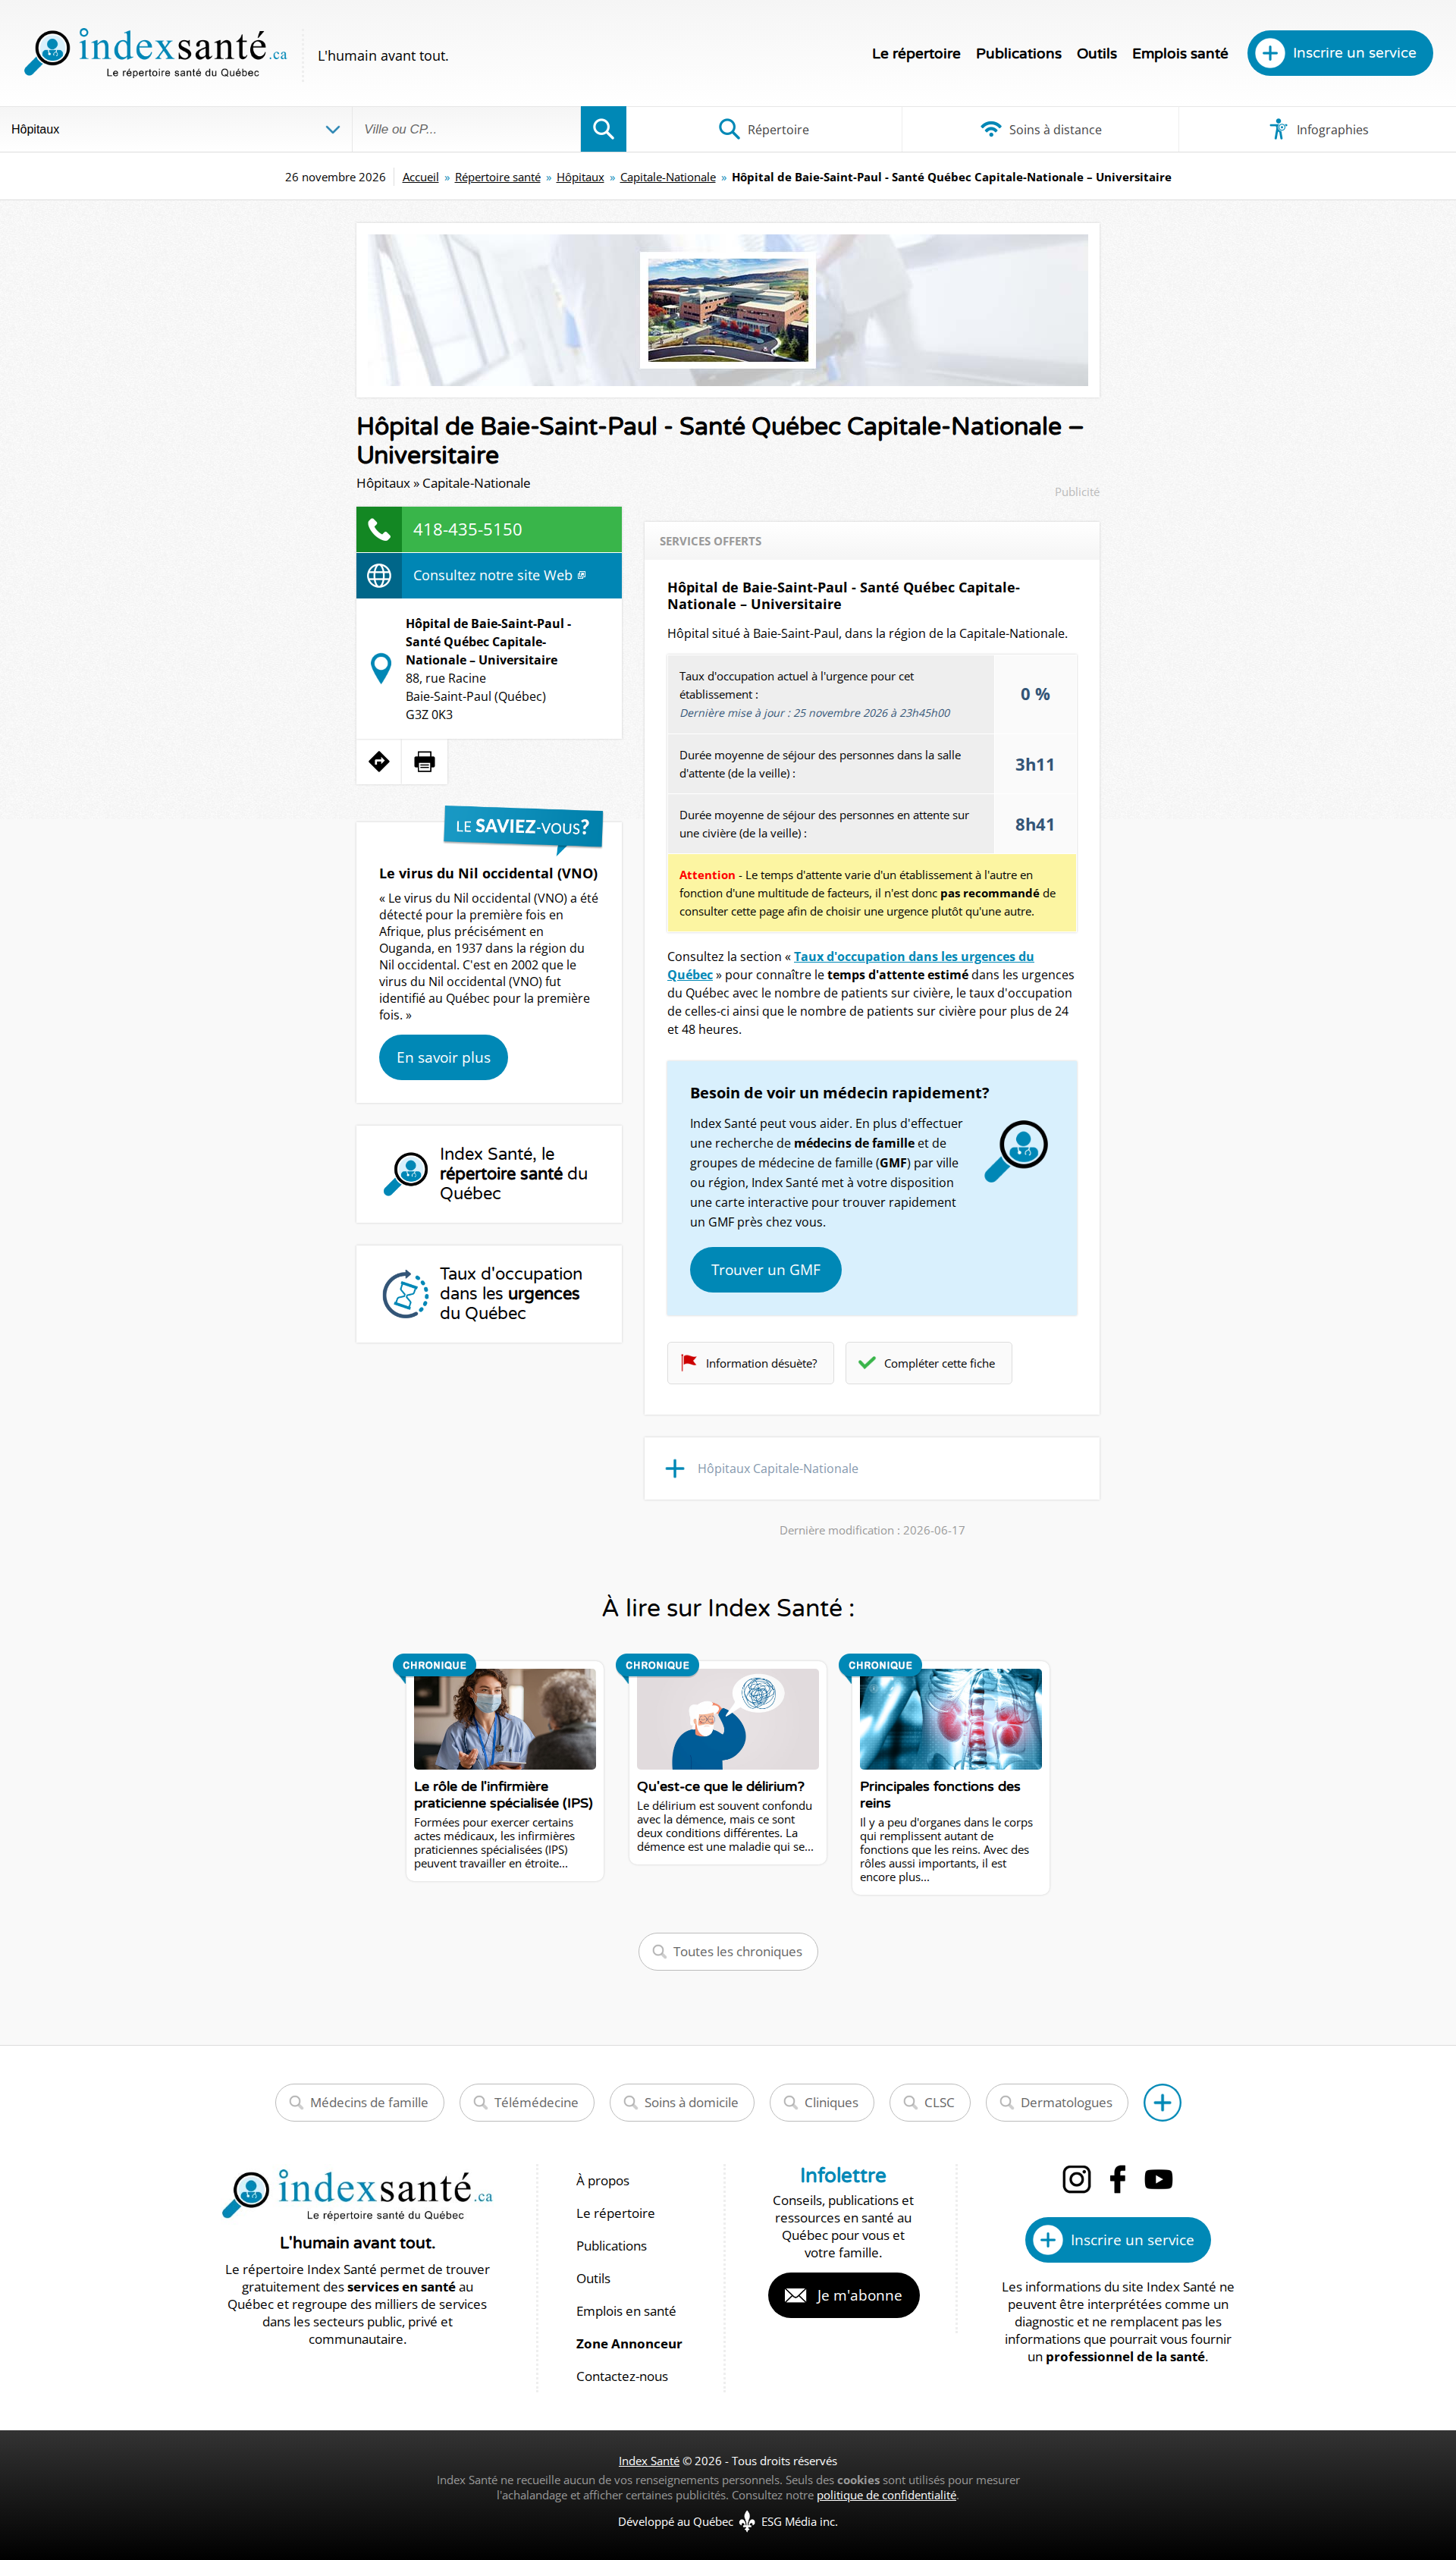 indexsanté.ca
Le répertoire santé du Québec
L'humain avant tout.
Le répertoire
Publications
Outils
Emplois santé
Inscrire un service
Hôpitaux
Ville ou CP...
Répertoire
Soins à distance
Infographies
26 novembre 2026
Accueil » Répertoire santé » Hôpitaux » Capitale-Nationale » Hôpital de Baie-Saint-Paul - Santé Québec Capitale-Nationale – Universitaire
Hôpital de Baie-Saint-Paul - Santé Québec Capitale-Nationale –
Universitaire
Hôpitaux » Capitale-Nationale
Publicité
418-435-5150
Consultez notre site Web
Hôpital de Baie-Saint-Paul -
Santé Québec Capitale-
Nationale – Universitaire
88, rue Racine
Baie-Saint-Paul (Québec)
G3Z 0K3
LE SAVIEZ-VOUS?
Le virus du Nil occidental (VNO)
« Le virus du Nil occidental (VNO) a été
détecté pour la première fois en
Afrique, plus précisément en
Ouganda, en 1937 dans la région du
Nil occidental. C'est en 2002 que le
virus du Nil occidental (VNO) fut
identifié au Québec pour la première
fois. »
En savoir plus
Index Santé, le
répertoire santé du
Québec
Taux d'occupation
dans les urgences
du Québec
SERVICES OFFERTS
Hôpital de Baie-Saint-Paul - Santé Québec Capitale-
Nationale – Universitaire
Hôpital situé à Baie-Saint-Paul, dans la région de la Capitale-Nationale.
Taux d'occupation actuel à l'urgence pour cet
établissement :
Dernière mise à jour : 25 novembre 2026 à 23h45h00
0 %
Durée moyenne de séjour des personnes dans la salle
d'attente (de la veille) :
3h11
Durée moyenne de séjour des personnes en attente sur
une civière (de la veille) :
8h41
Attention - Le temps d'attente varie d'un établissement à l'autre en
fonction d'une multitude de facteurs, il n'est donc pas recommandé de
consulter cette page afin de choisir une urgence plutôt qu'une autre.
Consultez la section « Taux d'occupation dans les urgences du
Québec » pour connaître le temps d'attente estimé dans les urgences
du Québec avec le nombre de patients sur civière, le taux d'occupation
de celles-ci ainsi que le nombre de patients sur civière pour plus de 24
et 48 heures.
Besoin de voir un médecin rapidement?
Index Santé peut vous aider. En plus d'effectuer
une recherche de médecins de famille et de
groupes de médecine de famille (GMF) par ville
ou région, Index Santé met à votre disposition
une carte interactive pour trouver rapidement
un GMF près chez vous.
Trouver un GMF
Information désuète?
Compléter cette fiche
Hôpitaux Capitale-Nationale
Dernière modification : 2026-06-17
À lire sur Index Santé :
CHRONIQUE
Le rôle de l'infirmière
praticienne spécialisée (IPS)
Formées pour exercer certains
actes médicaux, les infirmières
praticiennes spécialisées (IPS)
peuvent travailler en étroite...
CHRONIQUE
Qu'est-ce que le délirium?
Le délirium est souvent confondu
avec la démence, mais ce sont
deux conditions différentes. La
démence est une maladie qui se...
CHRONIQUE
Principales fonctions des
reins
Il y a peu d'organes dans le corps
qui remplissent autant de
fonctions que les reins. Avec des
rôles aussi importants, il est
encore plus...
Toutes les chroniques
Médecins de famille
Télémédecine
Soins à domicile
Cliniques
CLSC
Dermatologues
indexsanté.ca
Le répertoire santé du Québec
L'humain avant tout.
Le répertoire Index Santé permet de trouver
gratuitement des services en santé au
Québec et regroupe des milliers de services
dans les secteurs public, privé et
communautaire.
À propos
Le répertoire
Publications
Outils
Emplois en santé
Zone Annonceur
Contactez-nous
Infolettre
Conseils, publications et
ressources en santé au
Québec pour vous et
votre famille.
Je m'abonne
Inscrire un service
Les informations du site Index Santé ne
peuvent être interprétées comme un
diagnostic et ne remplacent pas les
informations que pourrait vous fournir
un professionnel de la santé.
Index Santé © 2026 - Tous droits réservés
Index Santé ne recueille aucun de vos renseignements personnels. Seuls des cookies sont utilisés pour mesurer
l'achalandage et afficher certaines publicités. Consultez notre politique de confidentialité.
Développé au Québec ESG Média inc.